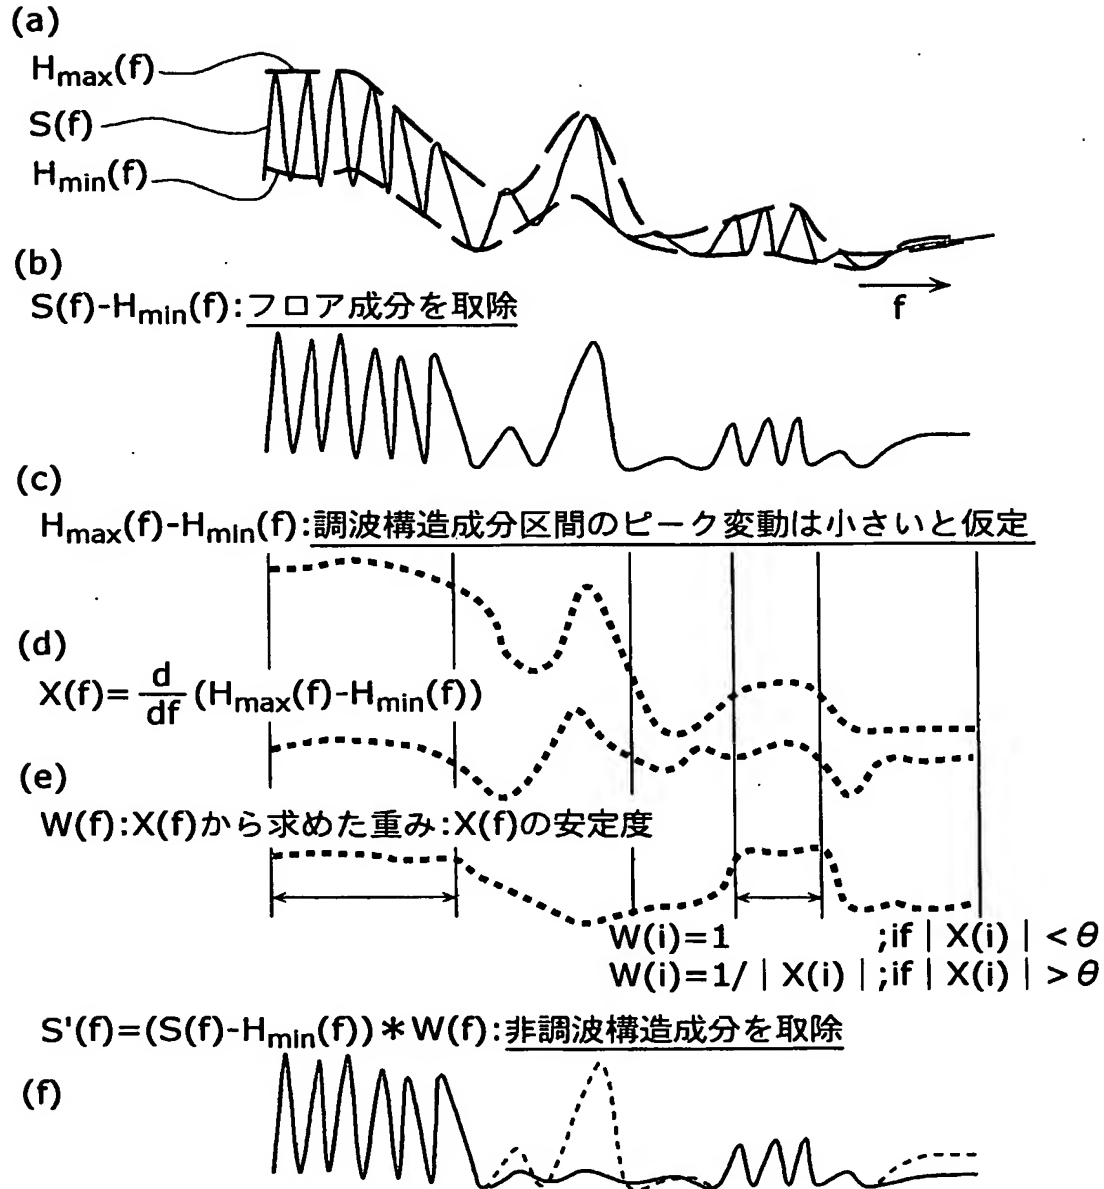 (a)
Hmax(f)
S(f)
Hmin(f)
f
(b)
S(f)-Hmin(f):フロア成分を取除
(c)
Hmax(f)-Hmin(f):調波構造成分区間のピーク変動は小さいと仮定
(d)
X(f)=d/df(Hmax(f)-Hmin(f))
(e)
W(f):X(f)から求めた重み:X(f)の安定度
W(i)=1 ;if | X(i) | <θ
W(i)=1/ | X(i) | ;if | X(i) | >θ
S'(f)=(S(f)-Hmin(f))*W(f):非調波構造成分を取除
(f)